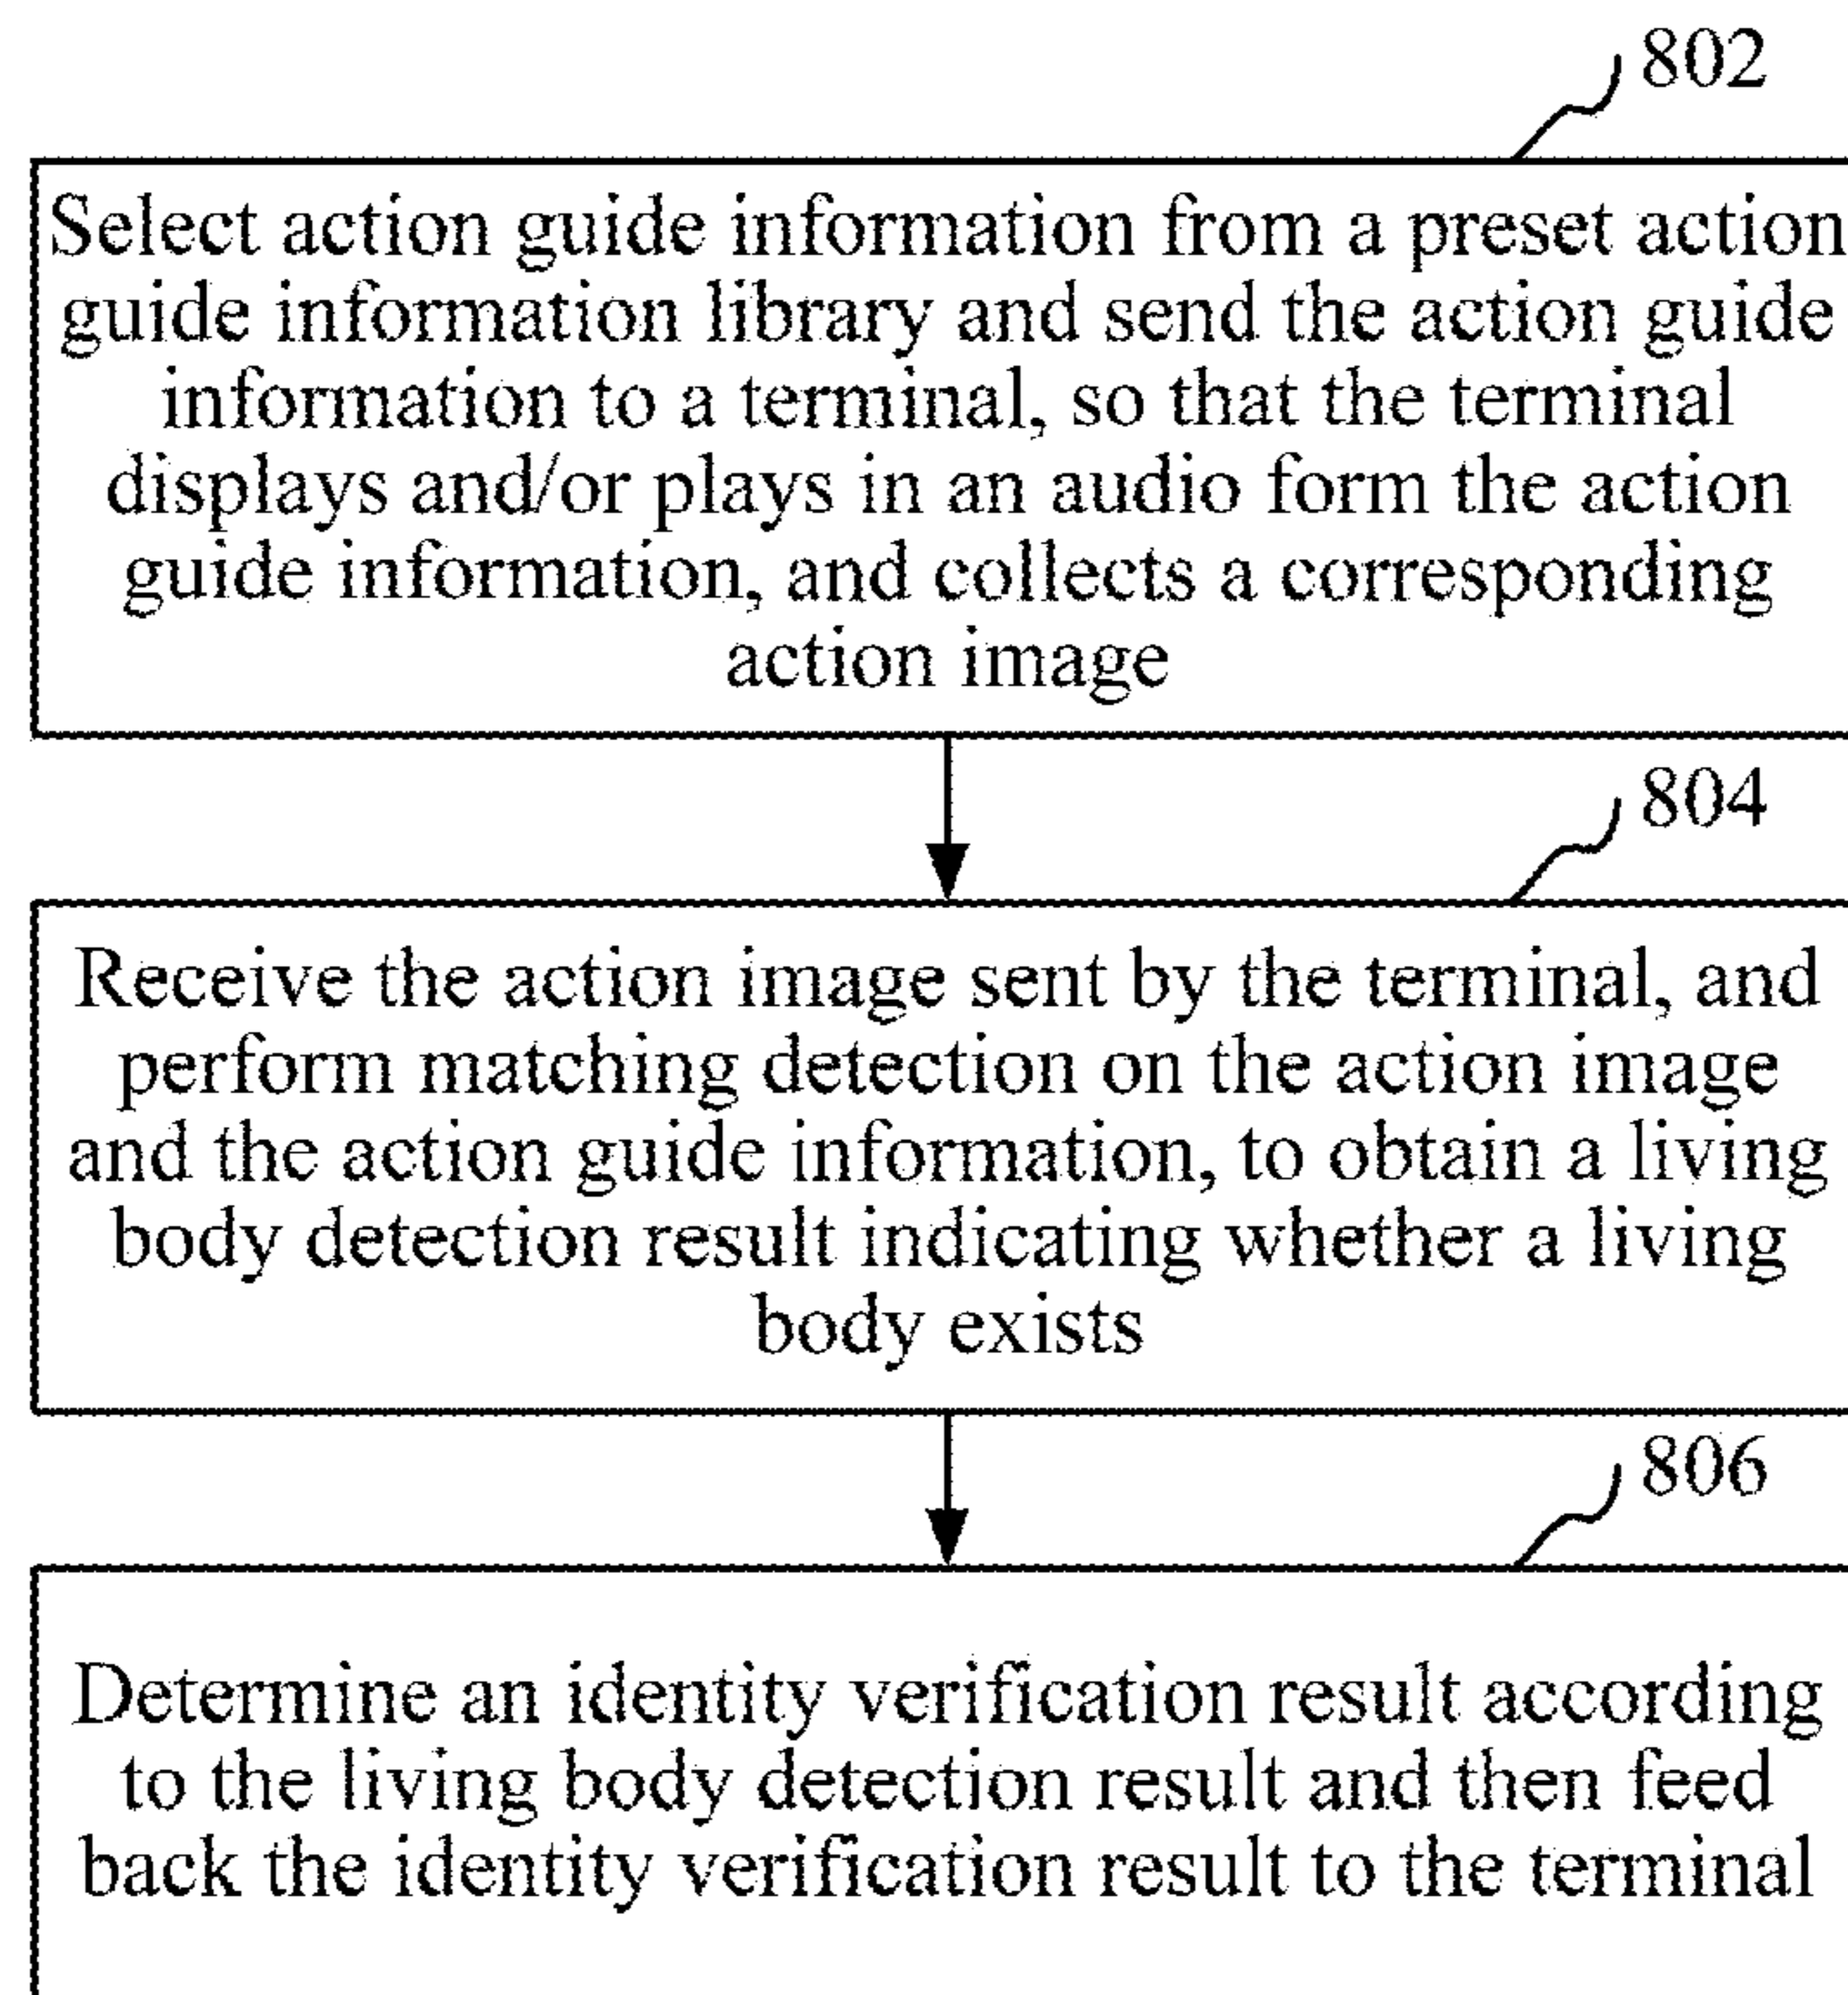 802
Select action guide information from a preset action
guide information library and send the action guide
information to a terminal, so that the terminal
displays and/or plays in an audio form the action
guide information, and collects a corresponding
action image
804
Receive the action image sent by the terminal, and
perform matching detection on the action image
and the action guide information, to obtain a living
body detection result indicating whether a living
body exists
806
Determine an identity verification result according
to the living body detection result and then feed
back the identity verification result to the terminal